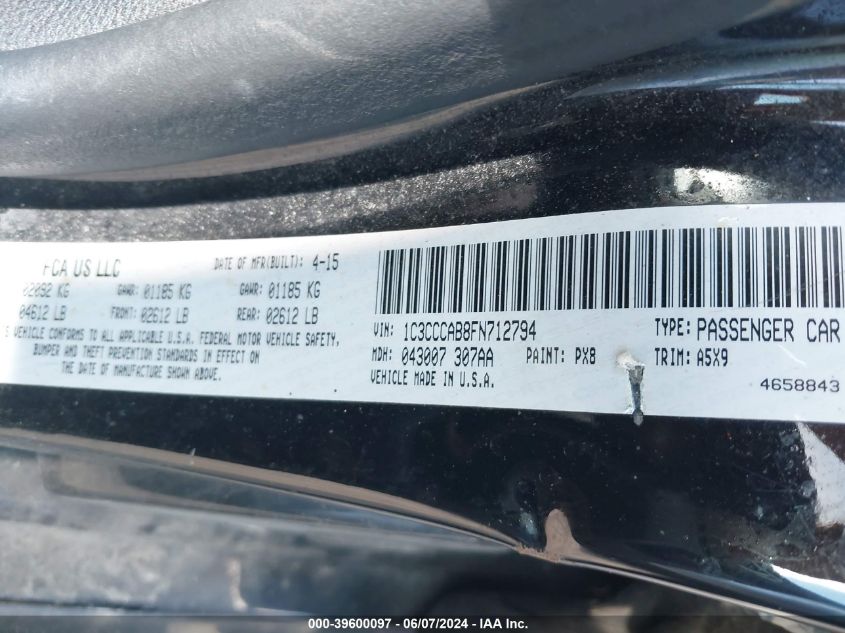 FCA US LLC DATE OF MFR(BUILT): 4-15
02092 KG GAWR: 01185 KG GAWR: 01185 KG
04612 LB FRONT: 02612 LB REAR: 02612 LB
S VEHICLE CONFORMS TO ALL APPLICABLE U.S.A. FEDERAL MOTOR VEHICLE SAFETY,
BUMPER AND THEFT PREVENTION STANDARDS IN EFFECT ON
THE DATE OF MANUFACTURE SHOWN ABOVE.
VIN: 1C3CCCAB8FN712794 TYPE: PASSENGER CAR
MDH: 043007 307AA PAINT: PX8 TRIM: A5X9
VEHICLE MADE IN U.S.A.
4658843
000-39600097 - 06/07/2024 - IAA Inc.